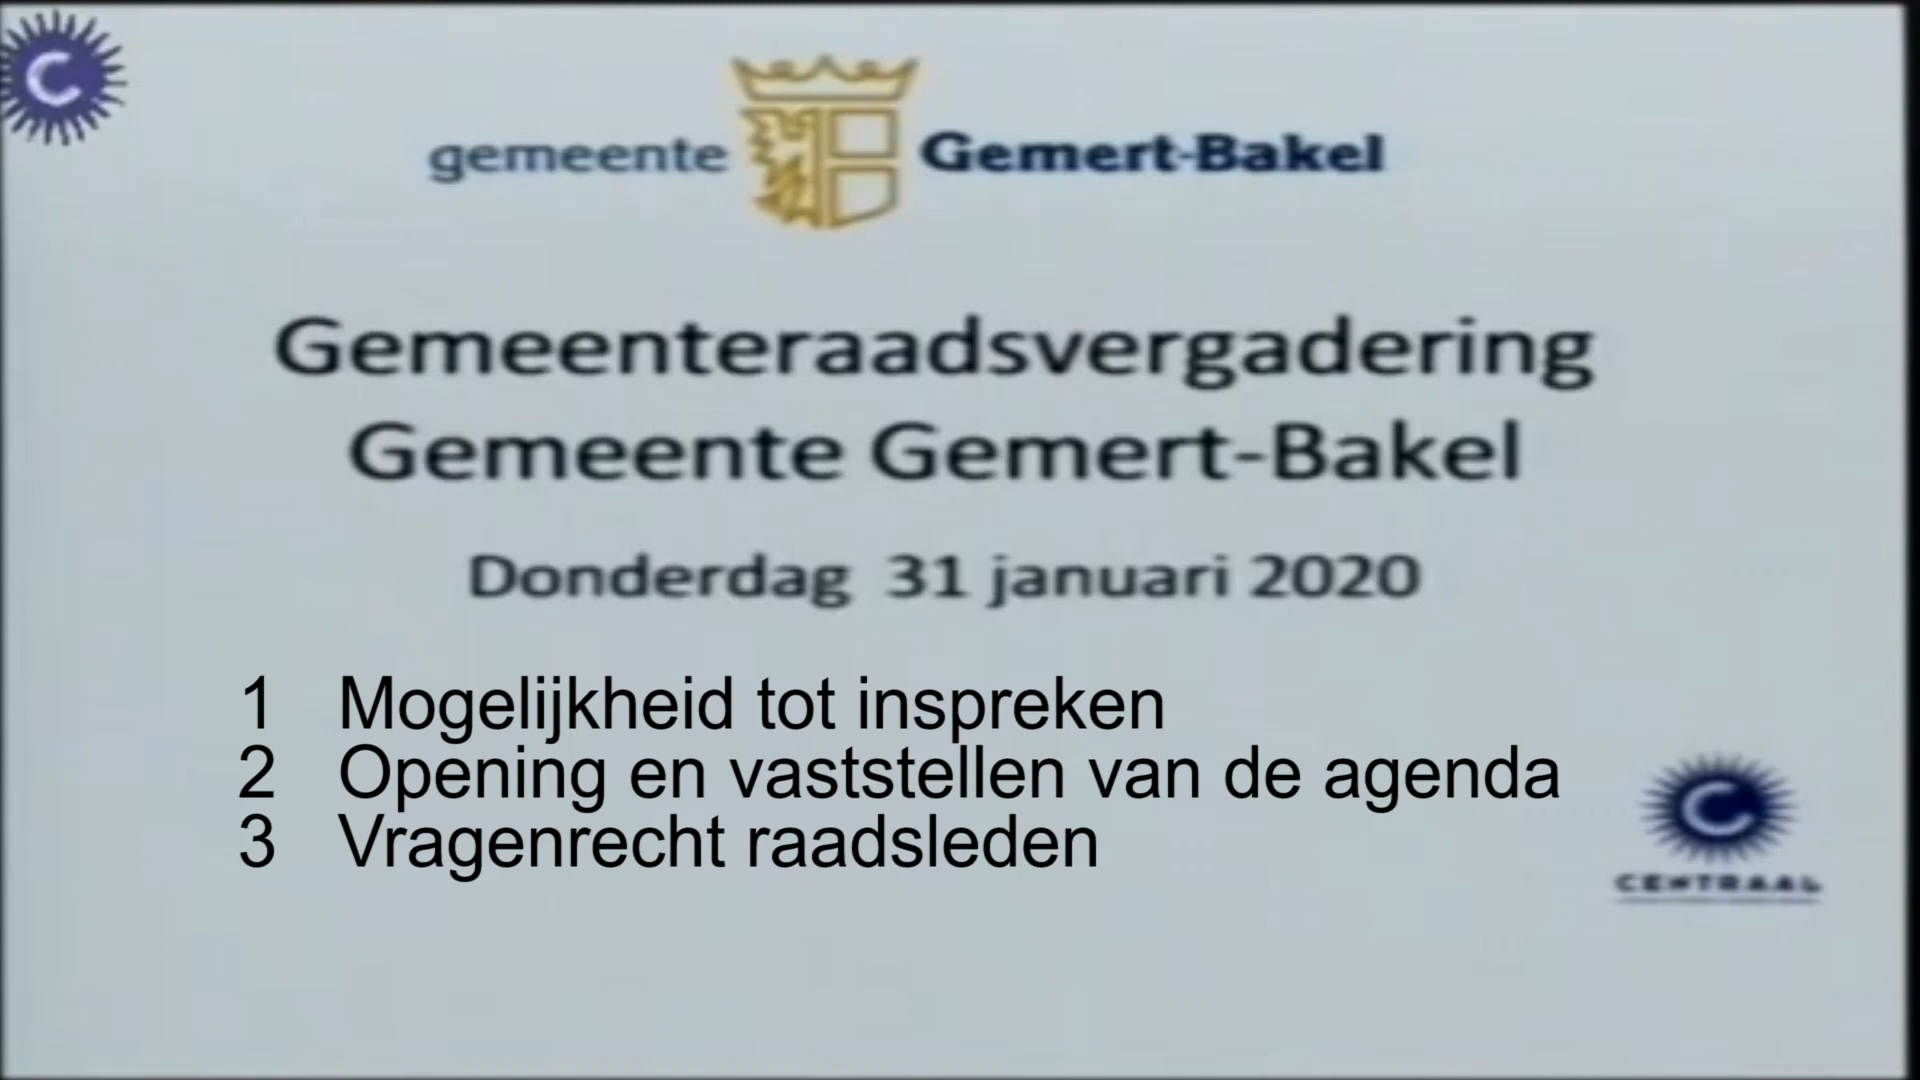 C
gemeente Gemert-Bakel
Gemeenteraadsvergadering
Gemeente Gemert-Bakel
Donderdag 31 januari 2020
1 Mogelijkheid tot inspreken
2 Opening en vaststellen van de agenda
3 Vragenrecht raadsleden
C
CENTRAAL